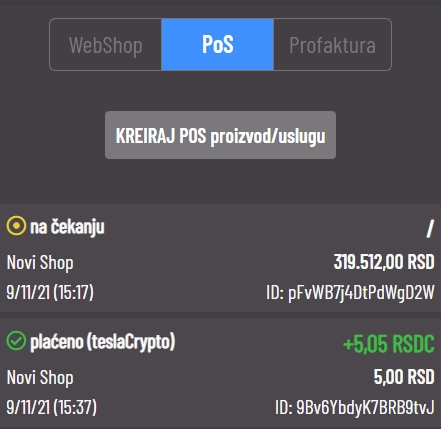 WebShop PoS Profaktura
KREIRAJ POS proizvod/uslugu
na čekanju /
Novi Shop 319.512,00 RSD
9/11/21 (15:17) ID: pFvWB7j4DtPdWgD2W
plaćeno (teslaCrypto) +5,05 RSDC
Novi Shop 5,00 RSD
9/11/21 (15:37) ID: 9Bv6YbdyK7BRB9tvJ